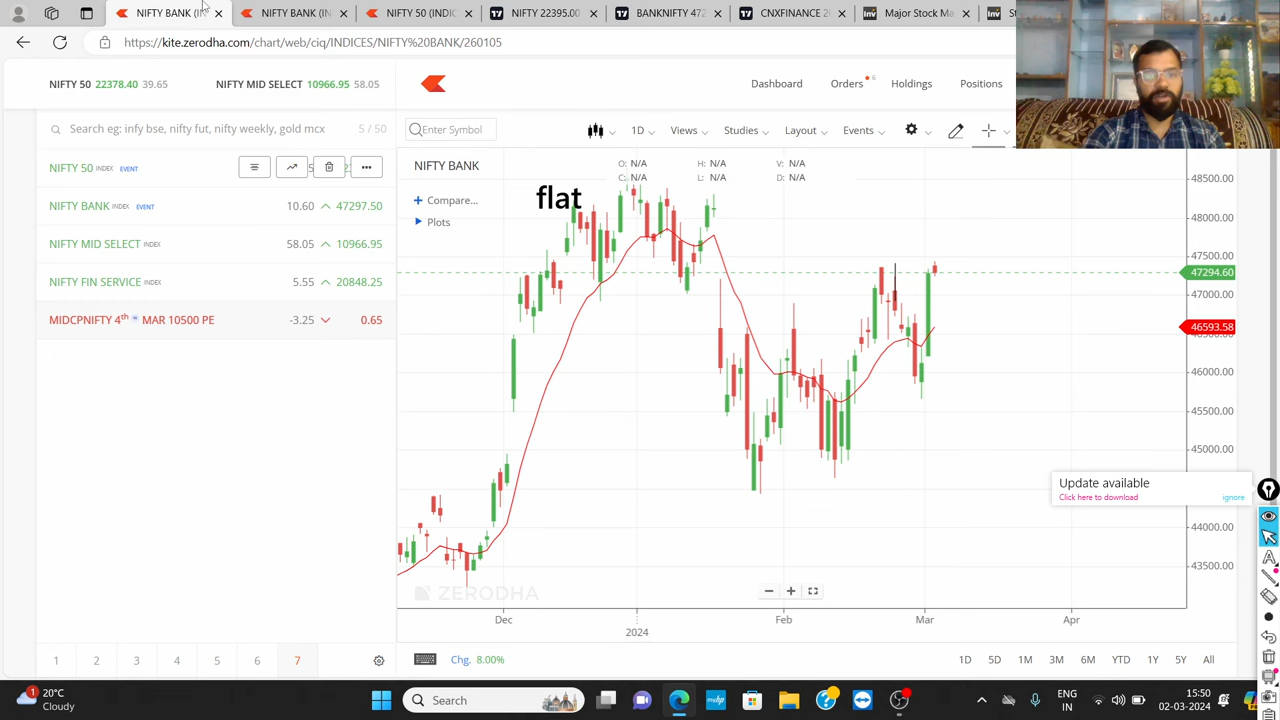 NIFTY BANK (IN
NIFTY BANK (IN
NIFTY 50 (INDIC
NIFTY 22395.00
BANKNIFTY 472
CNXFINANCE 2
Major Stock Ma
https://kite.zerodha.com/chart/web/ciq/INDICES/NIFTY%20BANK/260105
NIFTY 50 22378.40 39.65
NIFTY MID SELECT 10966.95 58.05
Dashboard
Orders 6
Holdings
Positions
Search eg: infy bse, nifty fut, nifty weekly, gold mcx
5 / 50
Enter Symbol
1D
Views
Studies
Layout
Events
NIFTY 50 INDEX EVENT
NIFTY BANK INDEX EVENT 10.60 47297.50
NIFTY MID SELECT INDEX 58.05 10966.95
NIFTY FIN SERVICE INDEX 5.55 20848.25
MIDCPNIFTY 4th w MAR 10500 PE -3.25 0.65
NIFTY BANK
O: N/A H: N/A V: N/A
C: N/A L: N/A D: N/A
Compare...
Plots
flat
48500.00
48000.00
47500.00
47294.60
47000.00
46593.58
46000.00
45500.00
45000.00
44000.00
43500.00
Update available
Click here to download
ignore
ZERODHA
Dec
2024
Feb
Mar
Apr
1 2 3 4 5 6 7
Chg. 8.00%
1D 5D 1M 3M 6M YTD 1Y 5Y All
1
20°C
Cloudy
Search
ENG
IN
15:50
02-03-2024